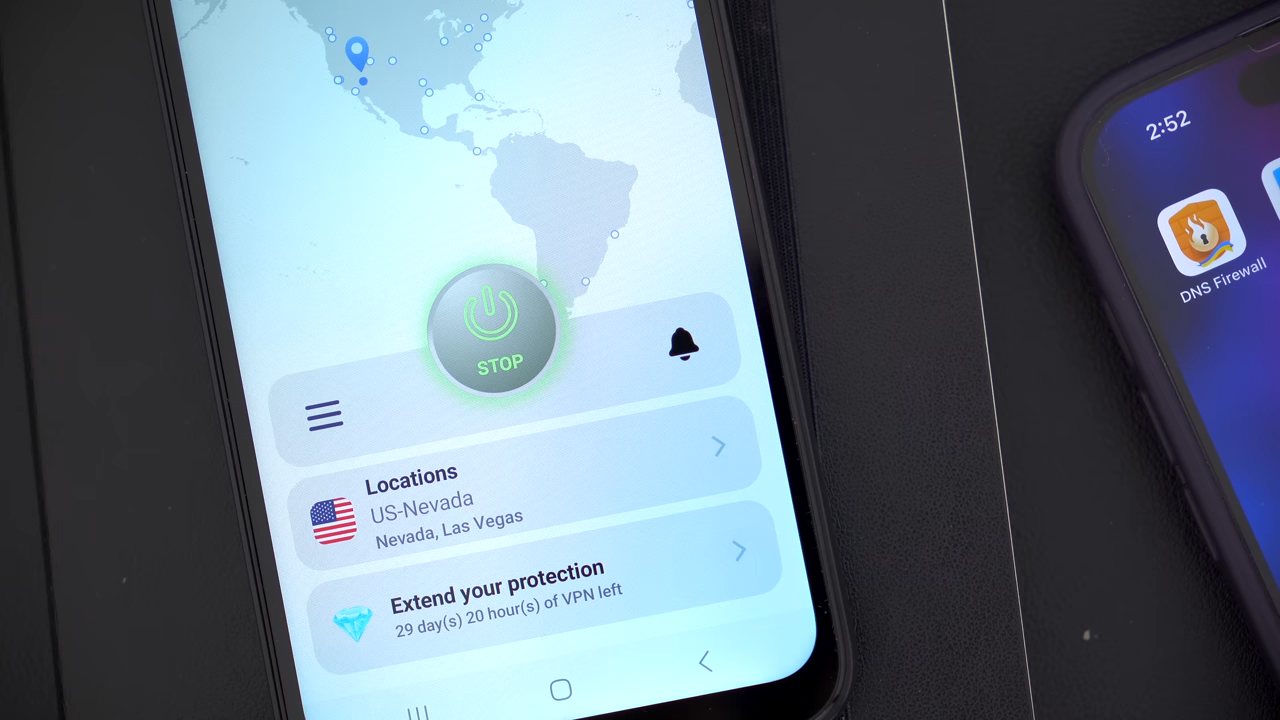 STOP
Locations
US-Nevada
Nevada, Las Vegas
Extend your protection
29 day(s) 20 hour(s) of VPN left
2:52
DNS Firewall